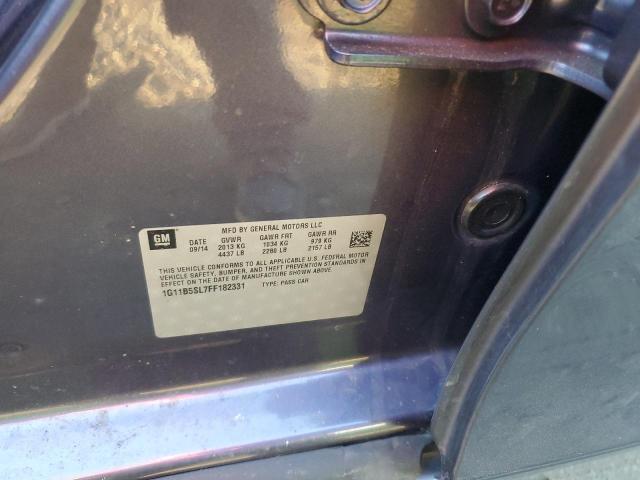 MFD BY GENERAL MOTORS LLC
GM DATE GVWR GAWR FRT GAWR RR
09/14 2013 KG 1034 KG 979 KG
4437 LB 2280 LB 2157 LB
THIS VEHICLE CONFORMS TO ALL APPLICABLE U.S. FEDERAL MOTOR
VEHICLE SAFETY, BUMPER, AND THEFT PREVENTION STANDARDS IN
EFFECT ON THE DATE OF MANUFACTURE SHOWN ABOVE.
1G11B5SL7FF182331 TYPE: PASS CAR